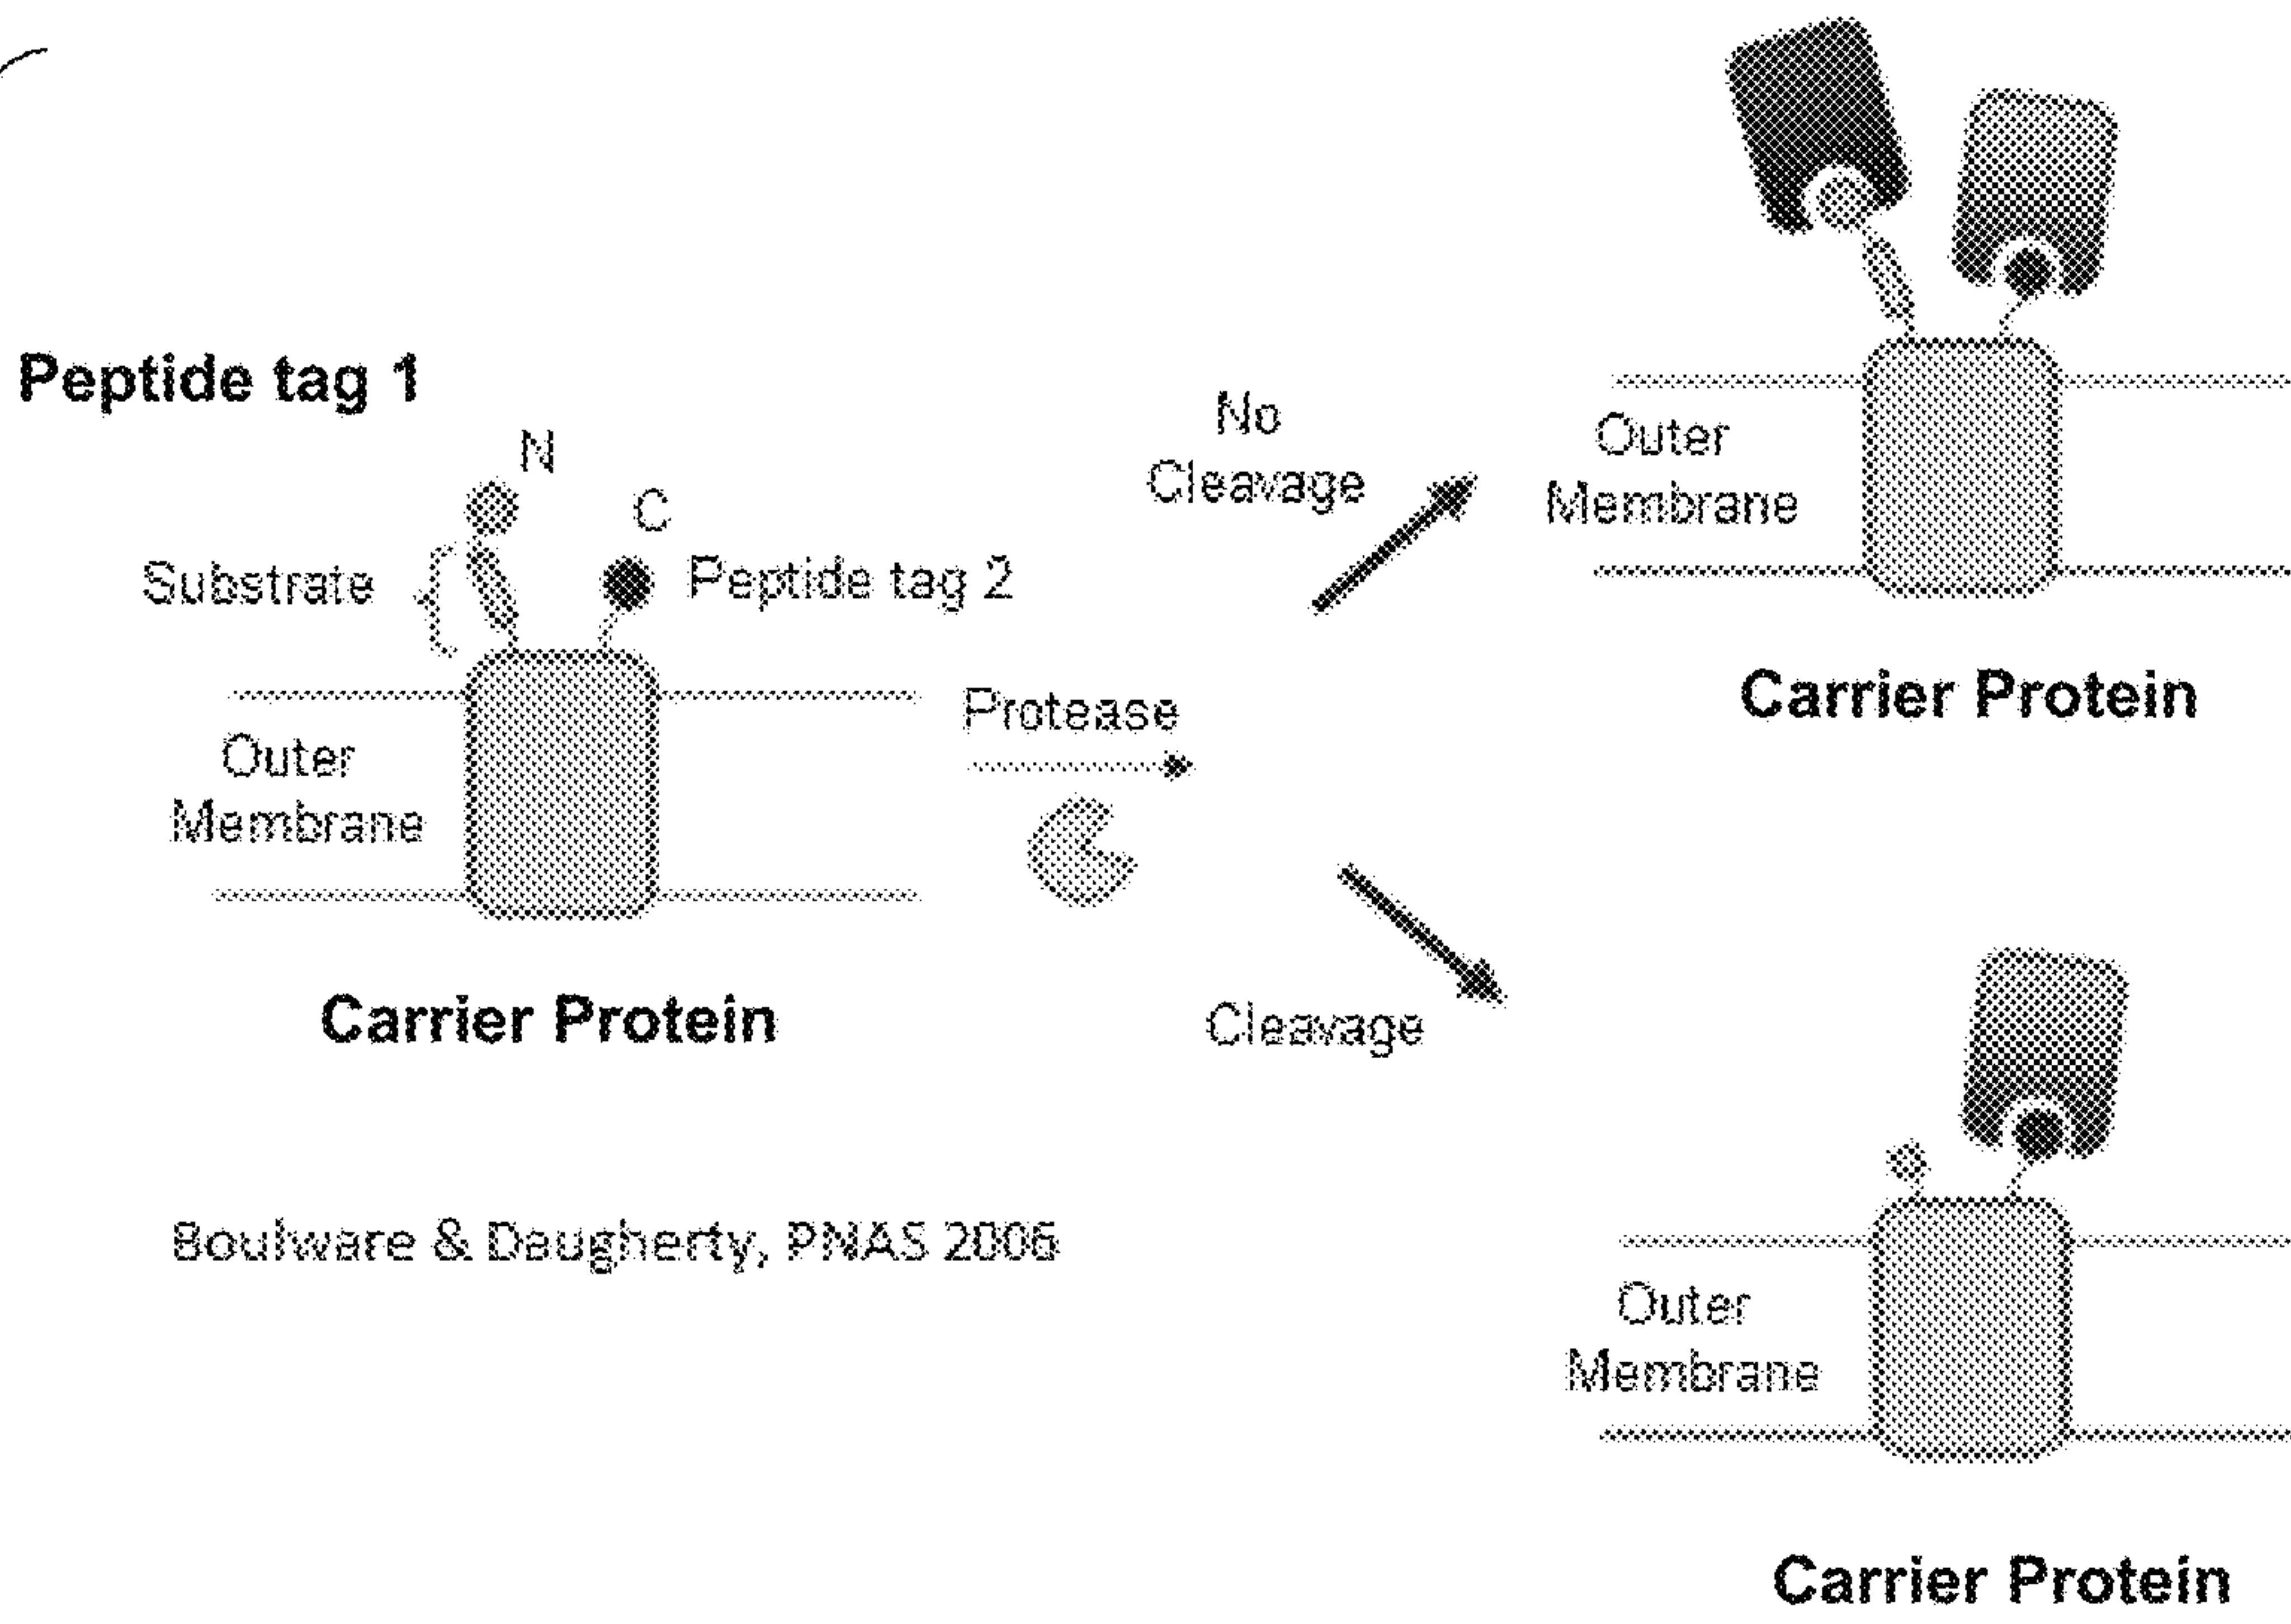 Peptide tag 1
N
C
Substrate
Peptide tag 2
Outer
Membrane
Carrier Protein
Protease
No
Cleavage
Cleavage
Outer
Membrane
Carrier Protein
Outer
Membrane
Carrier Protein
Boulware & Daugherty, PNAS 2006